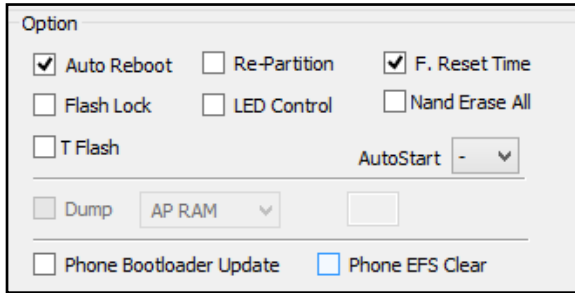 Option
Auto Reboot Re-Partition F. Reset Time
Flash Lock LED Control Nand Erase All
T Flash AutoStart -
Dump AP RAM
Phone Bootloader Update Phone EFS Clear